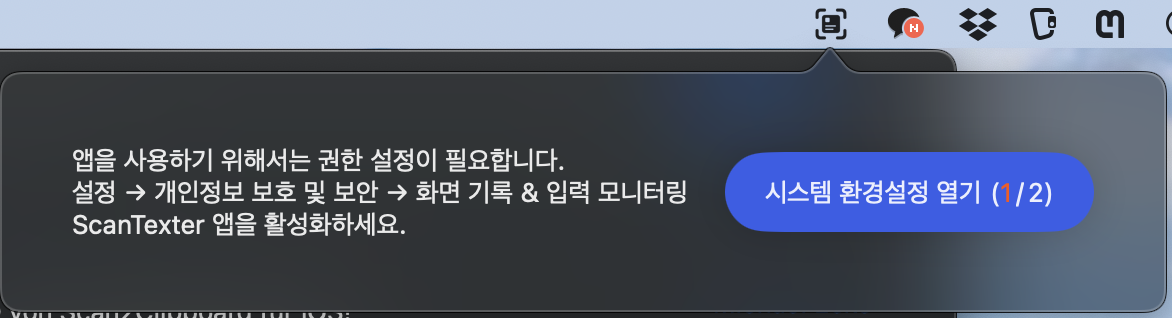 앱을 사용하기 위해서는 권한 설정이 필요합니다.
설정 → 개인정보 보호 및 보안 → 화면 기록 & 입력 모니터링
ScanTexter 앱을 활성화하세요.
시스템 환경설정 열기 (1/2)